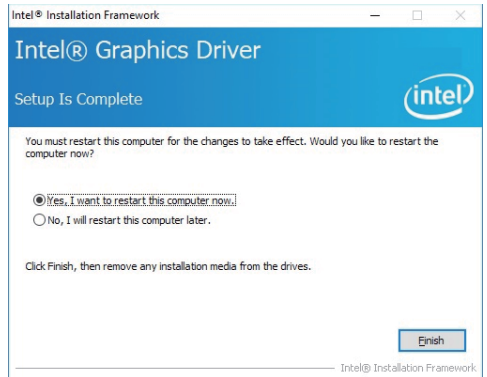 Intel® Installation Framework
Intel® Graphics Driver
Setup Is Complete
intel
You must restart this computer for the changes to take effect. Would you like to restart the
computer now?
Yes, I want to restart this computer now.
No, I will restart this computer later.
Click Finish, then remove any installation media from the drives.
Finish
Intel® Installation Framework